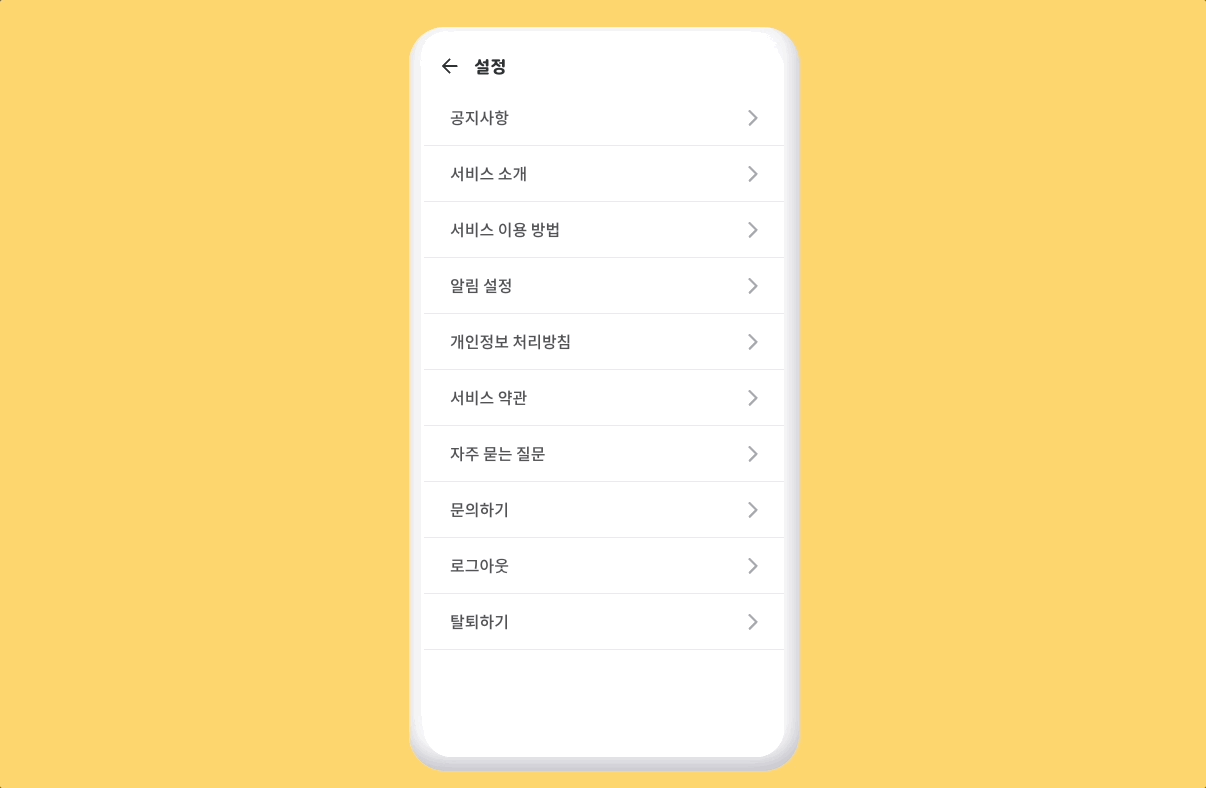 설정
공지사항
서비스 소개
서비스 이용 방법
알림 설정
개인정보 처리방침
서비스 약관
자주 묻는 질문
문의하기
로그아웃
탈퇴하기